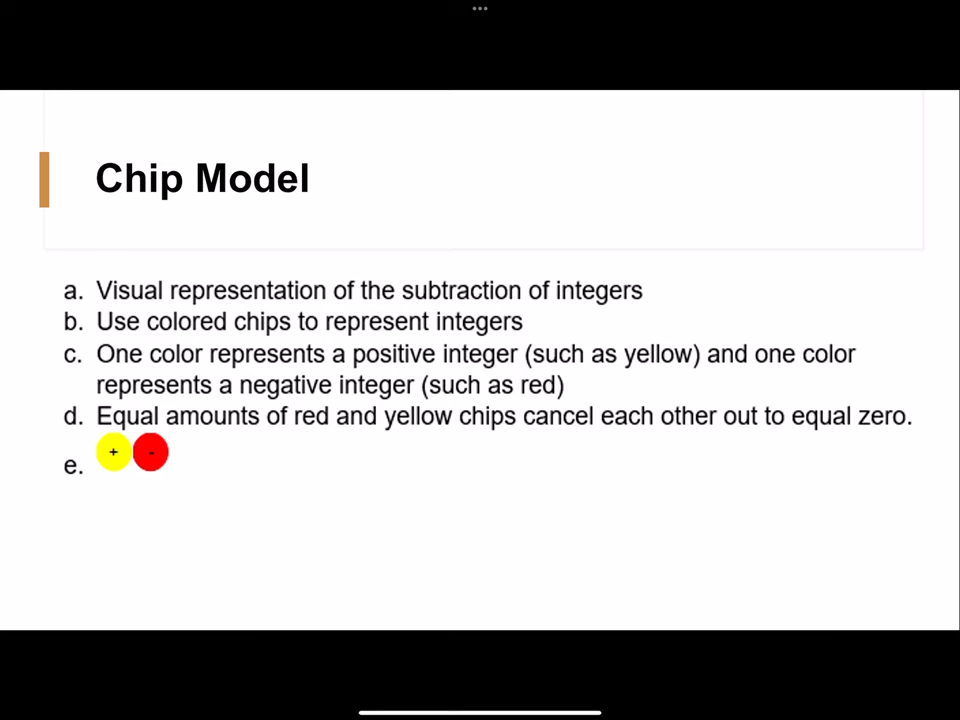 Chip Model
a. Visual representation of the subtraction of integers
b. Use colored chips to represent integers
c. One color represents a positive integer (such as yellow) and one color
represents a negative integer (such as red)
d. Equal amounts of red and yellow chips cancel each other out to equal zero.
e. + -